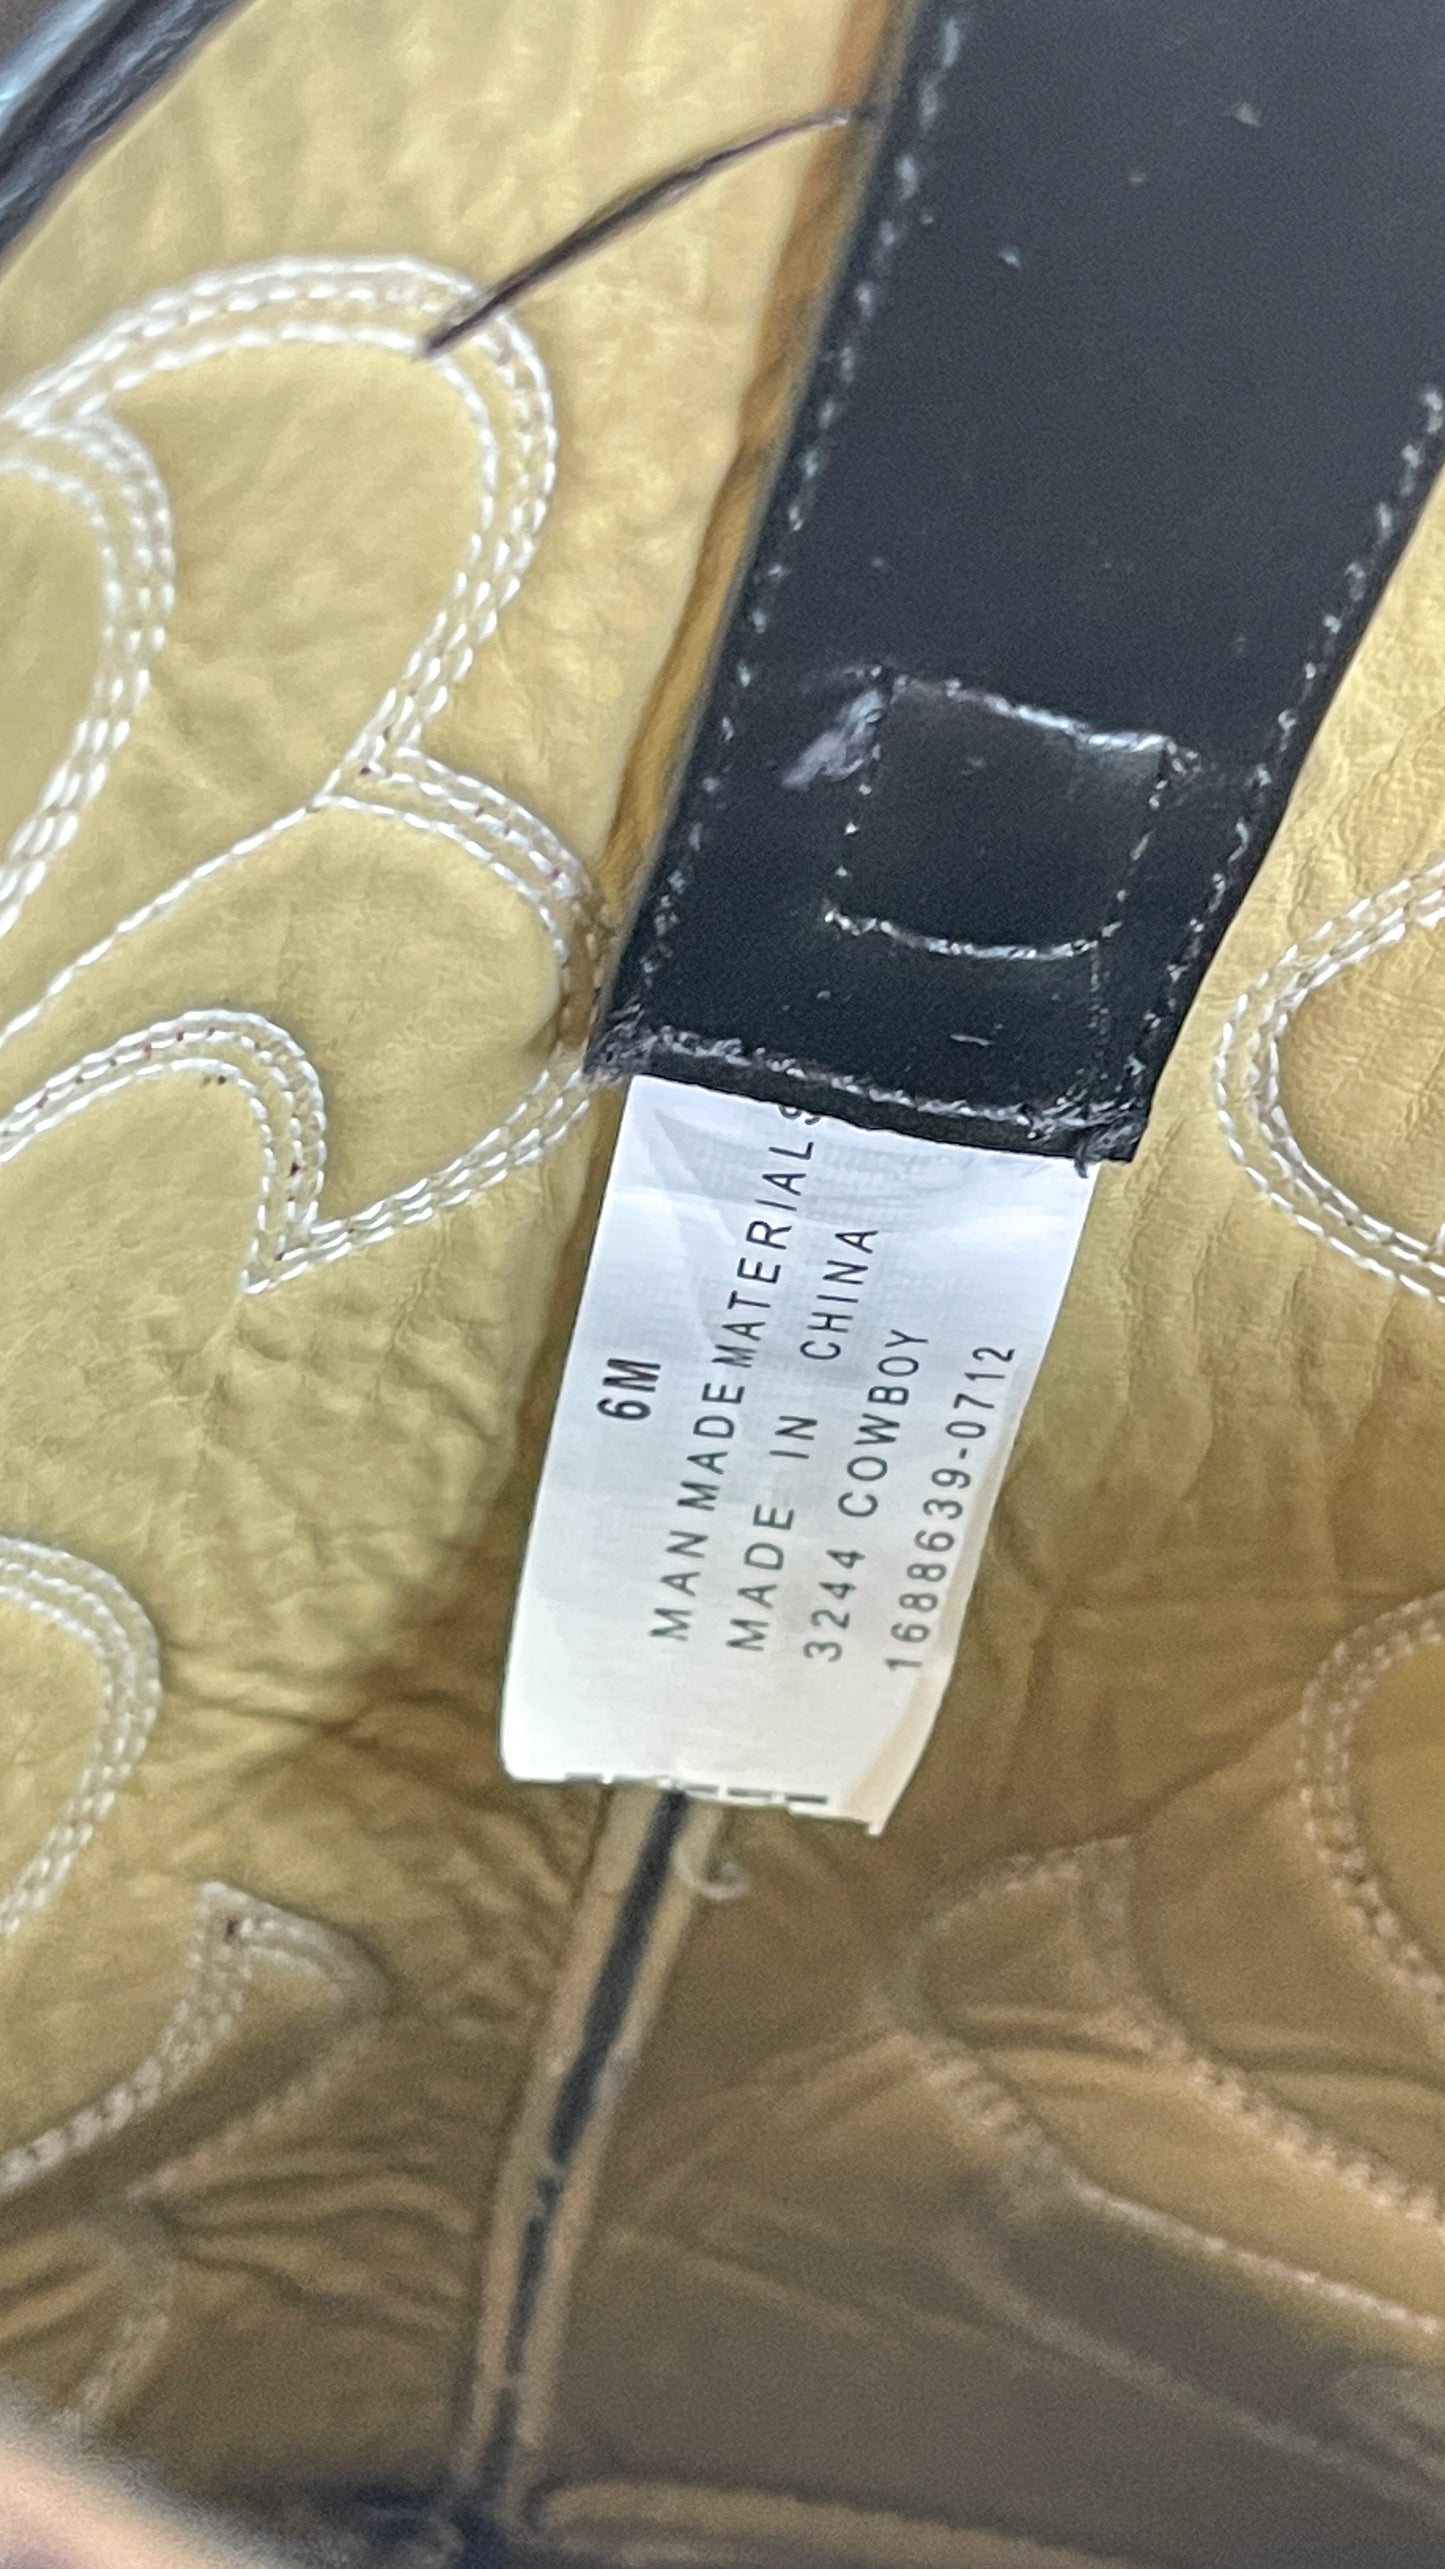 6M
MAN MADE MATERIALS
MADE IN CHINA
3244 COWBOY
1688639-0712